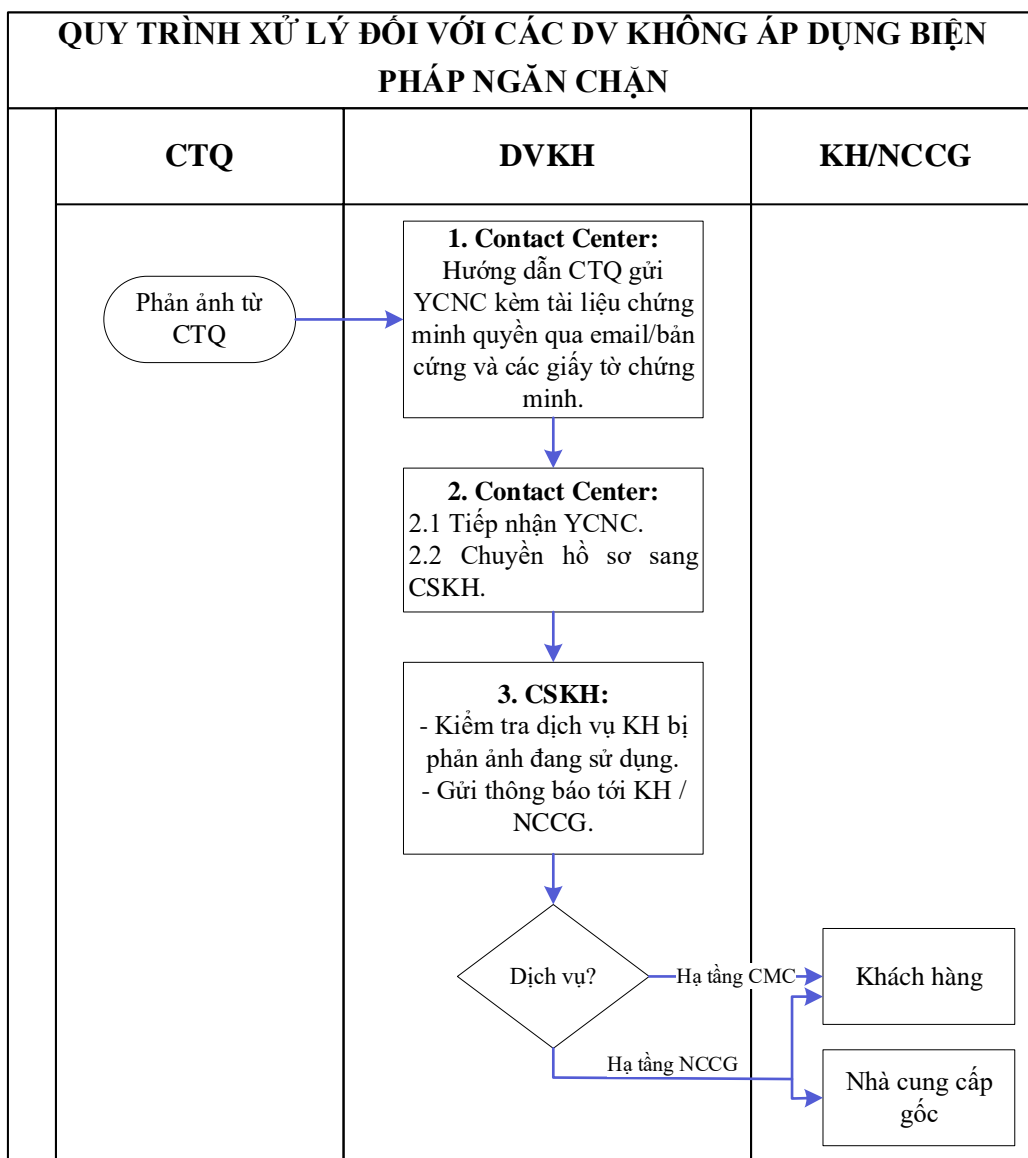 QUY TRÌNH XỬ LÝ ĐỐI VỚI CÁC DV KHÔNG ÁP DỤNG BIỆN
PHÁP NGĂN CHẶN
CTQ
DVKH
KH/NCCG
Phản ảnh từ
CTQ
1. Contact Center:
Hướng dẫn CTQ gửi
YCNC kèm tài liệu chứng
minh quyền qua email/bản
cứng và các giấy tờ chứng
minh.
2. Contact Center:
2.1 Tiếp nhận YCNC.
2.2 Chuyền hồ sơ sang
CSKH.
3. CSKH:
- Kiểm tra dịch vụ KH bị
phản ảnh đang sử dụng.
- Gửi thông báo tới KH /
NCCG.
Dịch vụ?
Hạ tầng CMC
Khách hàng
Hạ tầng NCCG
Nhà cung cấp
gốc